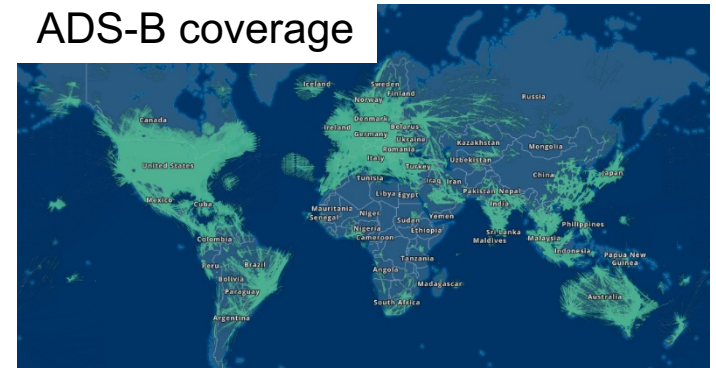 ADS-B coverage
Iceland
Sweden
Finland
Norway
Russia
Canada
Denmark
Ireland
Belarus
Germany
Ukraine
Romania
Kazakhstan
Mongolia
United States
Italy
Turkey
Uzbekistan
China
Japan
Tunisia
Iraq
Iran
Pakistan
Nepal
Libya
Egypt
Mexico
Cuba
India
Mauritania
Senegal
Niger
Sudan
Yemen
Philippines
Nigeria
Cameroon
Ethiopia
Sri Lanka
Maldives
Malaysia
Colombia
Indonesia
Papua New
Guinea
Peru
Brazil
Tanzania
Angola
Bolivia
Madagascar
Paraguay
South Africa
Australia
Argentina